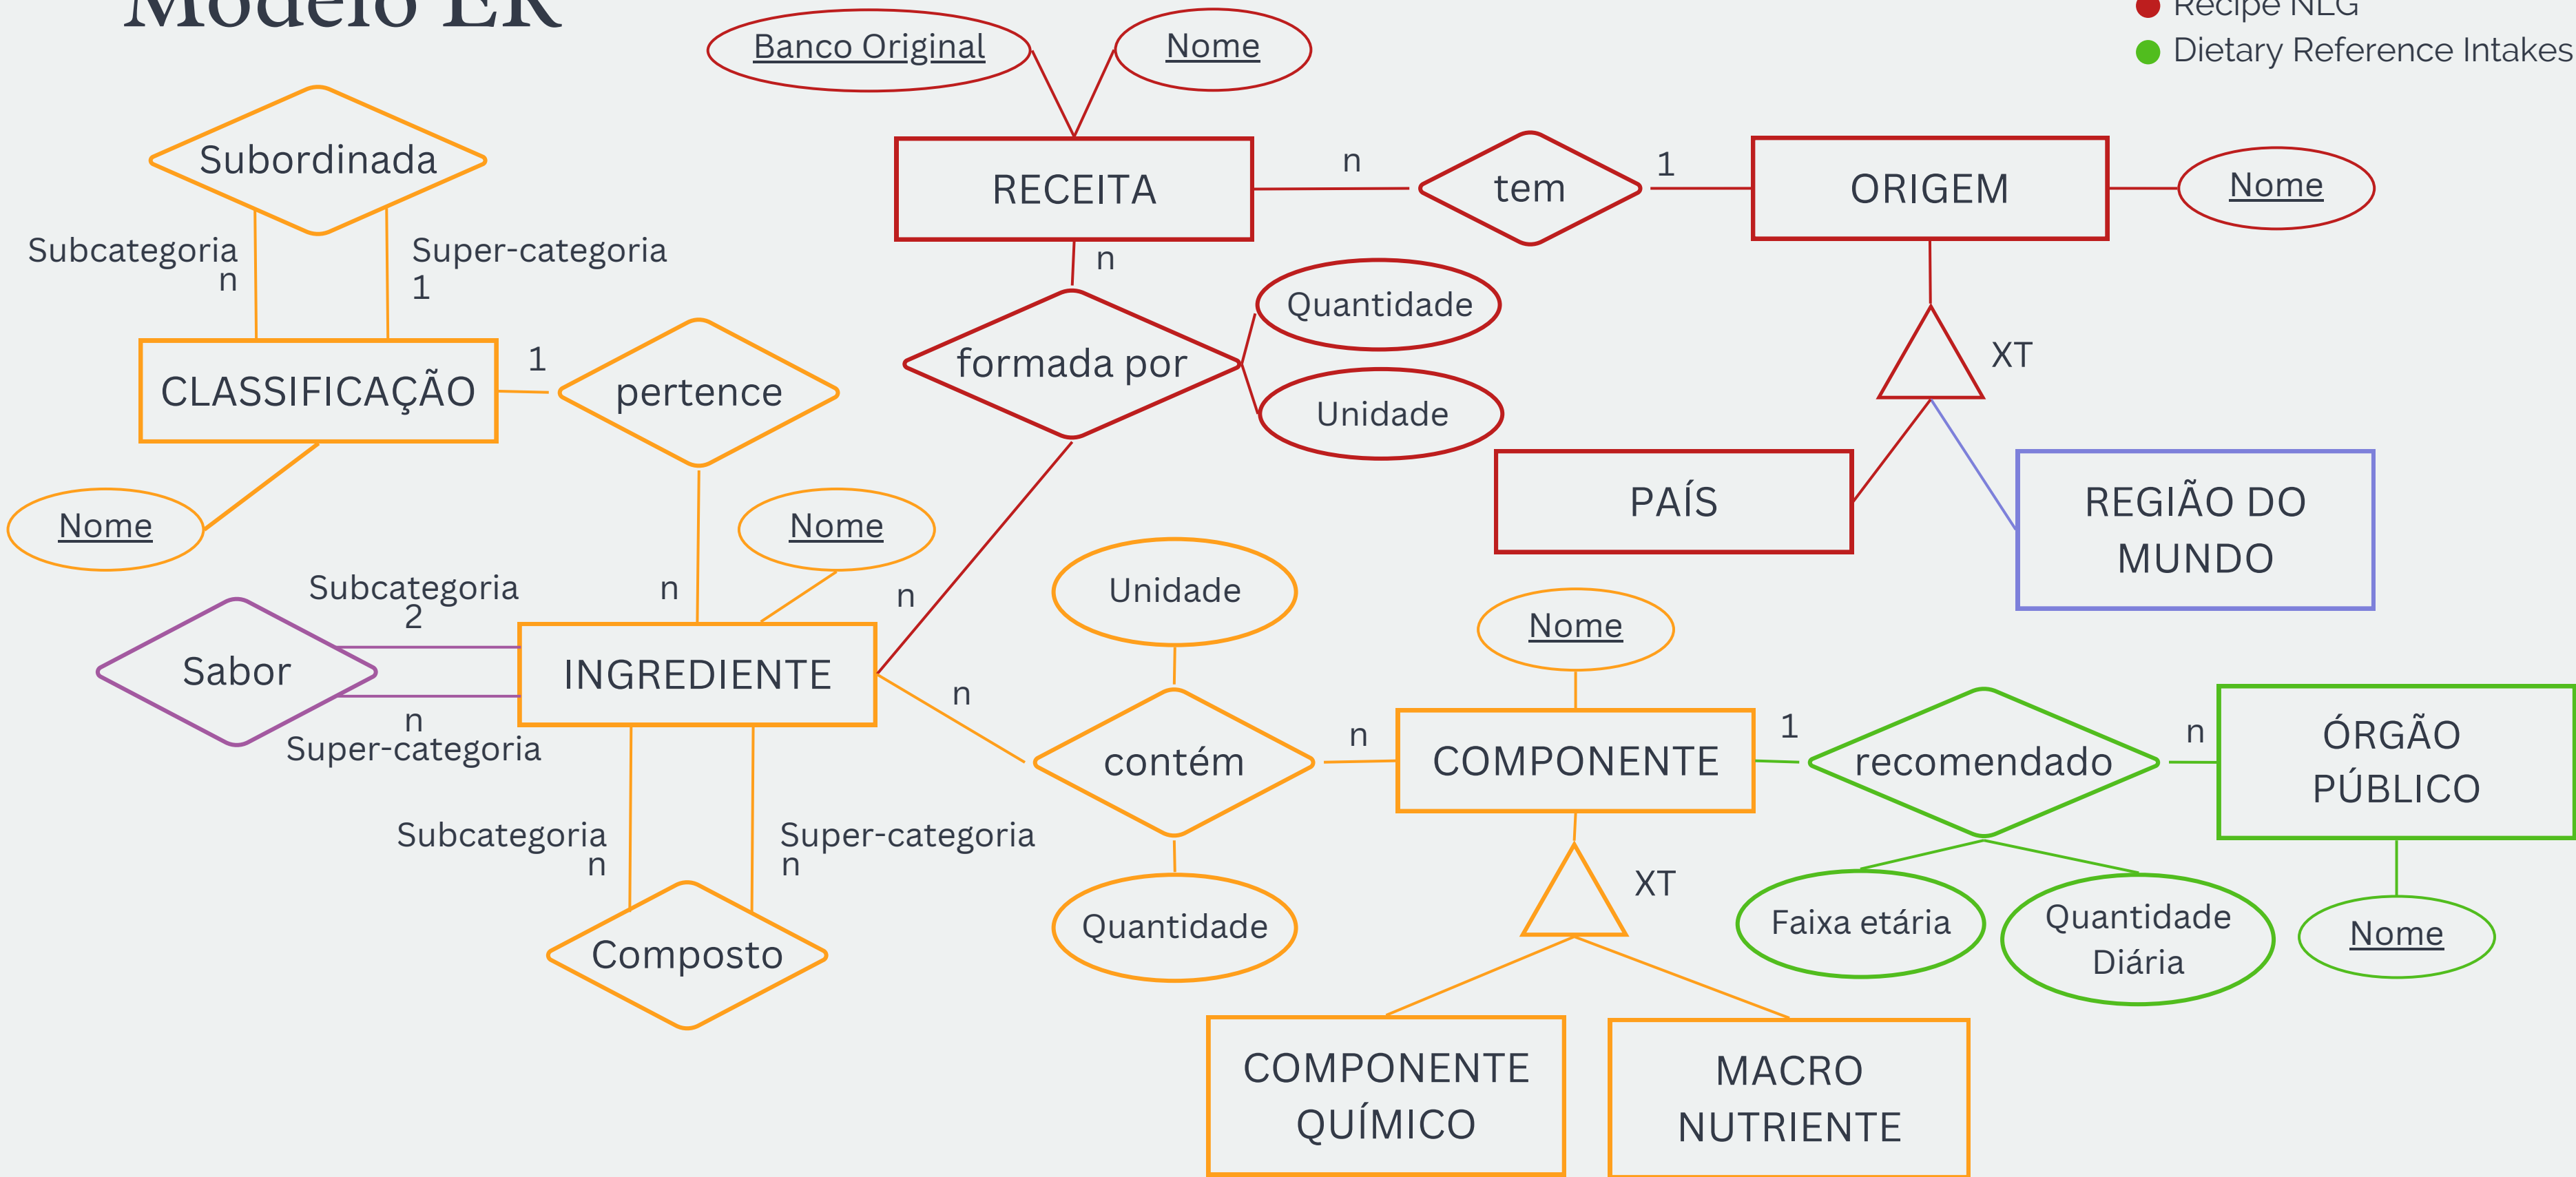 Modelo ER
Recipe NLG
Dietary Reference Intakes
Banco Original
Nome
Subordinada
RECEITA
n
tem
1
ORIGEM
Nome
Subcategoria
n
Super-categoria
1
n
Quantidade
formada por
Unidade
XT
CLASSIFICAÇÃO
1
pertence
PAÍS
REGIÃO DO
MUNDO
Nome
Nome
n
n
Subcategoria
2
Sabor
n
Super-categoria
INGREDIENTE
n
Unidade
contém
Quantidade
n
Nome
COMPONENTE
1
recomendado
n
ÓRGÃO
PÚBLICO
Subcategoria
n
Super-categoria
n
Composto
XT
Faixa etária
Quantidade
Diária
Nome
COMPONENTE
QUÍMICO
MACRO
NUTRIENTE